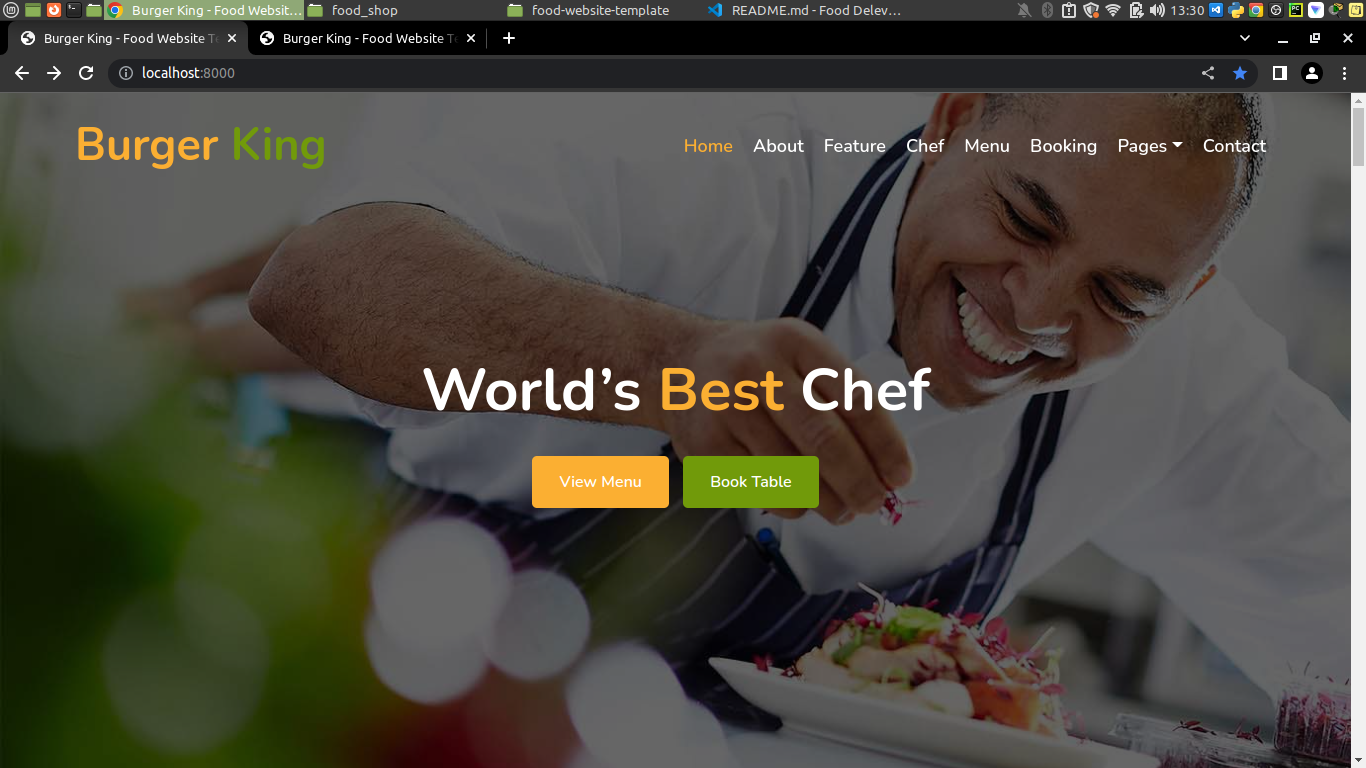 Burger King - Food Websit...
food_shop
food-website-template
README.md - Food Delev...
13:30
Burger King - Food Website Te
Burger King - Food Website Te
localhost:8000
Burger King
Home About Feature Chef Menu Booking Pages Contact
World’s Best Chef
View Menu Book Table